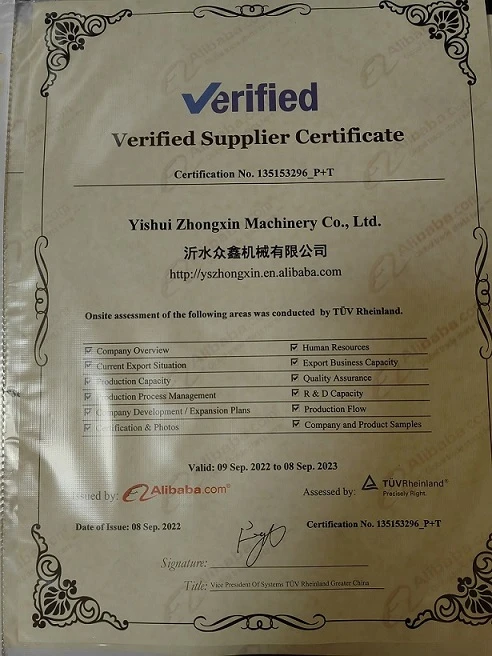 Verified
Verified Supplier Certificate
Certification No. 135153296_P+T
Yishui Zhongxin Machinery Co., Ltd.
沂水众鑫机械有限公司
http://yszhongxin.en.alibaba.com
Onsite assessment of the following areas was conducted by TÜV Rheinland.
Company Overview
Human Resources
Current Export Situation
Export Business Capacity
Production Capacity
Quality Assurance
Production Process Management
R & D Capacity
Company Development / Expansion Plans
Production Flow
Certification & Photos
Company and Product Samples
Valid: 09 Sep. 2022 to 08 Sep. 2023
Issued by: Alibaba.com®
Assessed by: TÜVRheinland®
Precisely Right.
Date of Issue: 08 Sep. 2022
Certification No. 135153296_P+T
Signature:
Title: Vice President Of Systems TÜV Rheinland Greater China